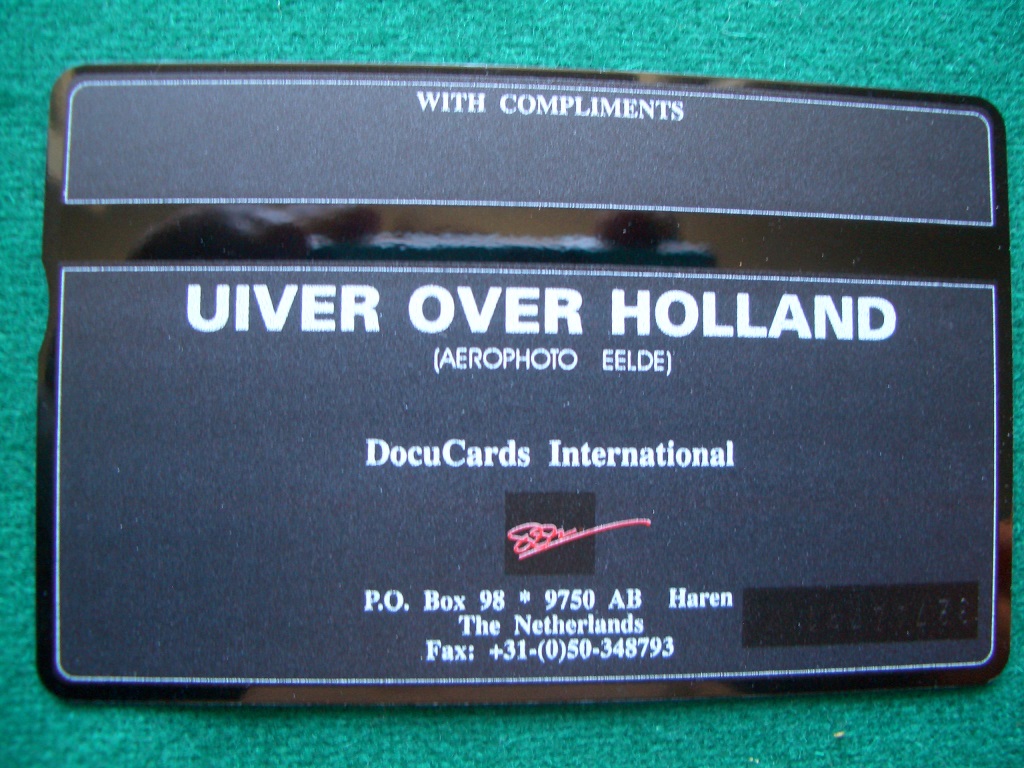 WITH COMPLIMENTS
UIVER OVER HOLLAND
(AEROPHOTO EELDE)
DocuCards International
P.O. Box 98 * 9750 AB Haren
The Netherlands
Fax: +31-(0)50-348793